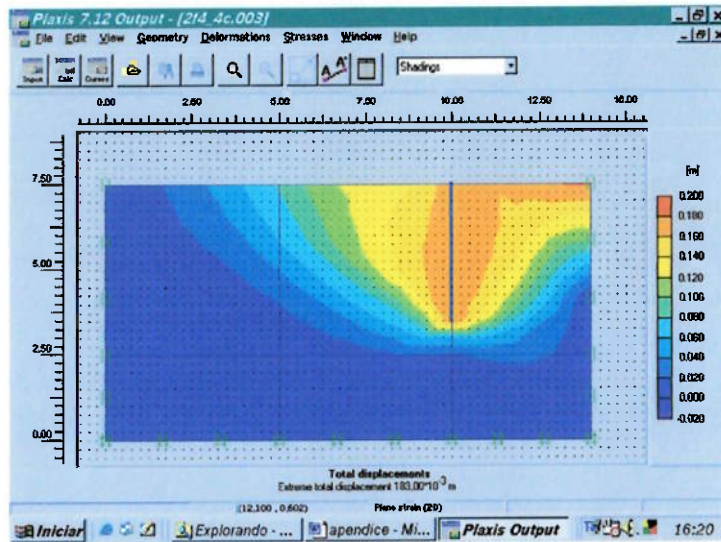 Plaxis 7.12 Output - [2f4_4c.003]
File Edit View Geometry Deformations Stresses Window Help
Input Calc Curves Shadings
0.00 2.50 5.00 7.50 10.00 12.50 15.00
[m]
7.50
5.00
2.50
0.00
0.200
0.180
0.160
0.140
0.120
0.100
0.080
0.060
0.040
0.020
0.000
-0.020
Total displacements
Extreme total displacement 183,00*10-3 m
(12,100 , 0,602) Plane strain (2D)
Iniciar Explorando - ... apendice - Mi... Plaxis Output 16:20